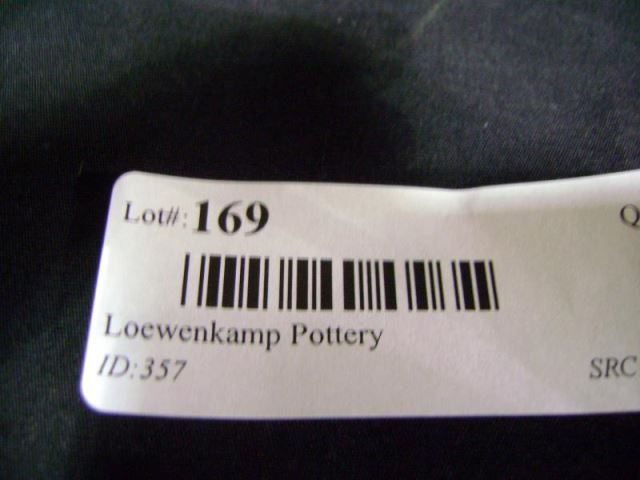 Lot#: 169 Q
Loewenkamp Pottery
ID:357 SRC